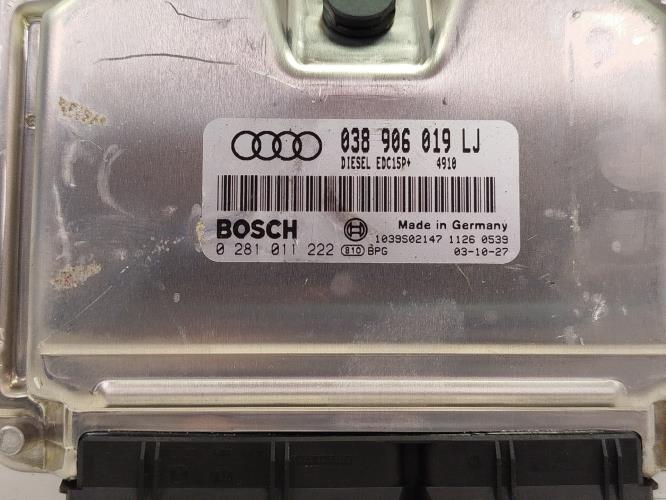 038 906 019 LJ
DIESEL EDC15P+ 4910
BOSCH
Made in Germany
0 281 011 222 810 BPG
1039S02147 1126 0539
03-10-27